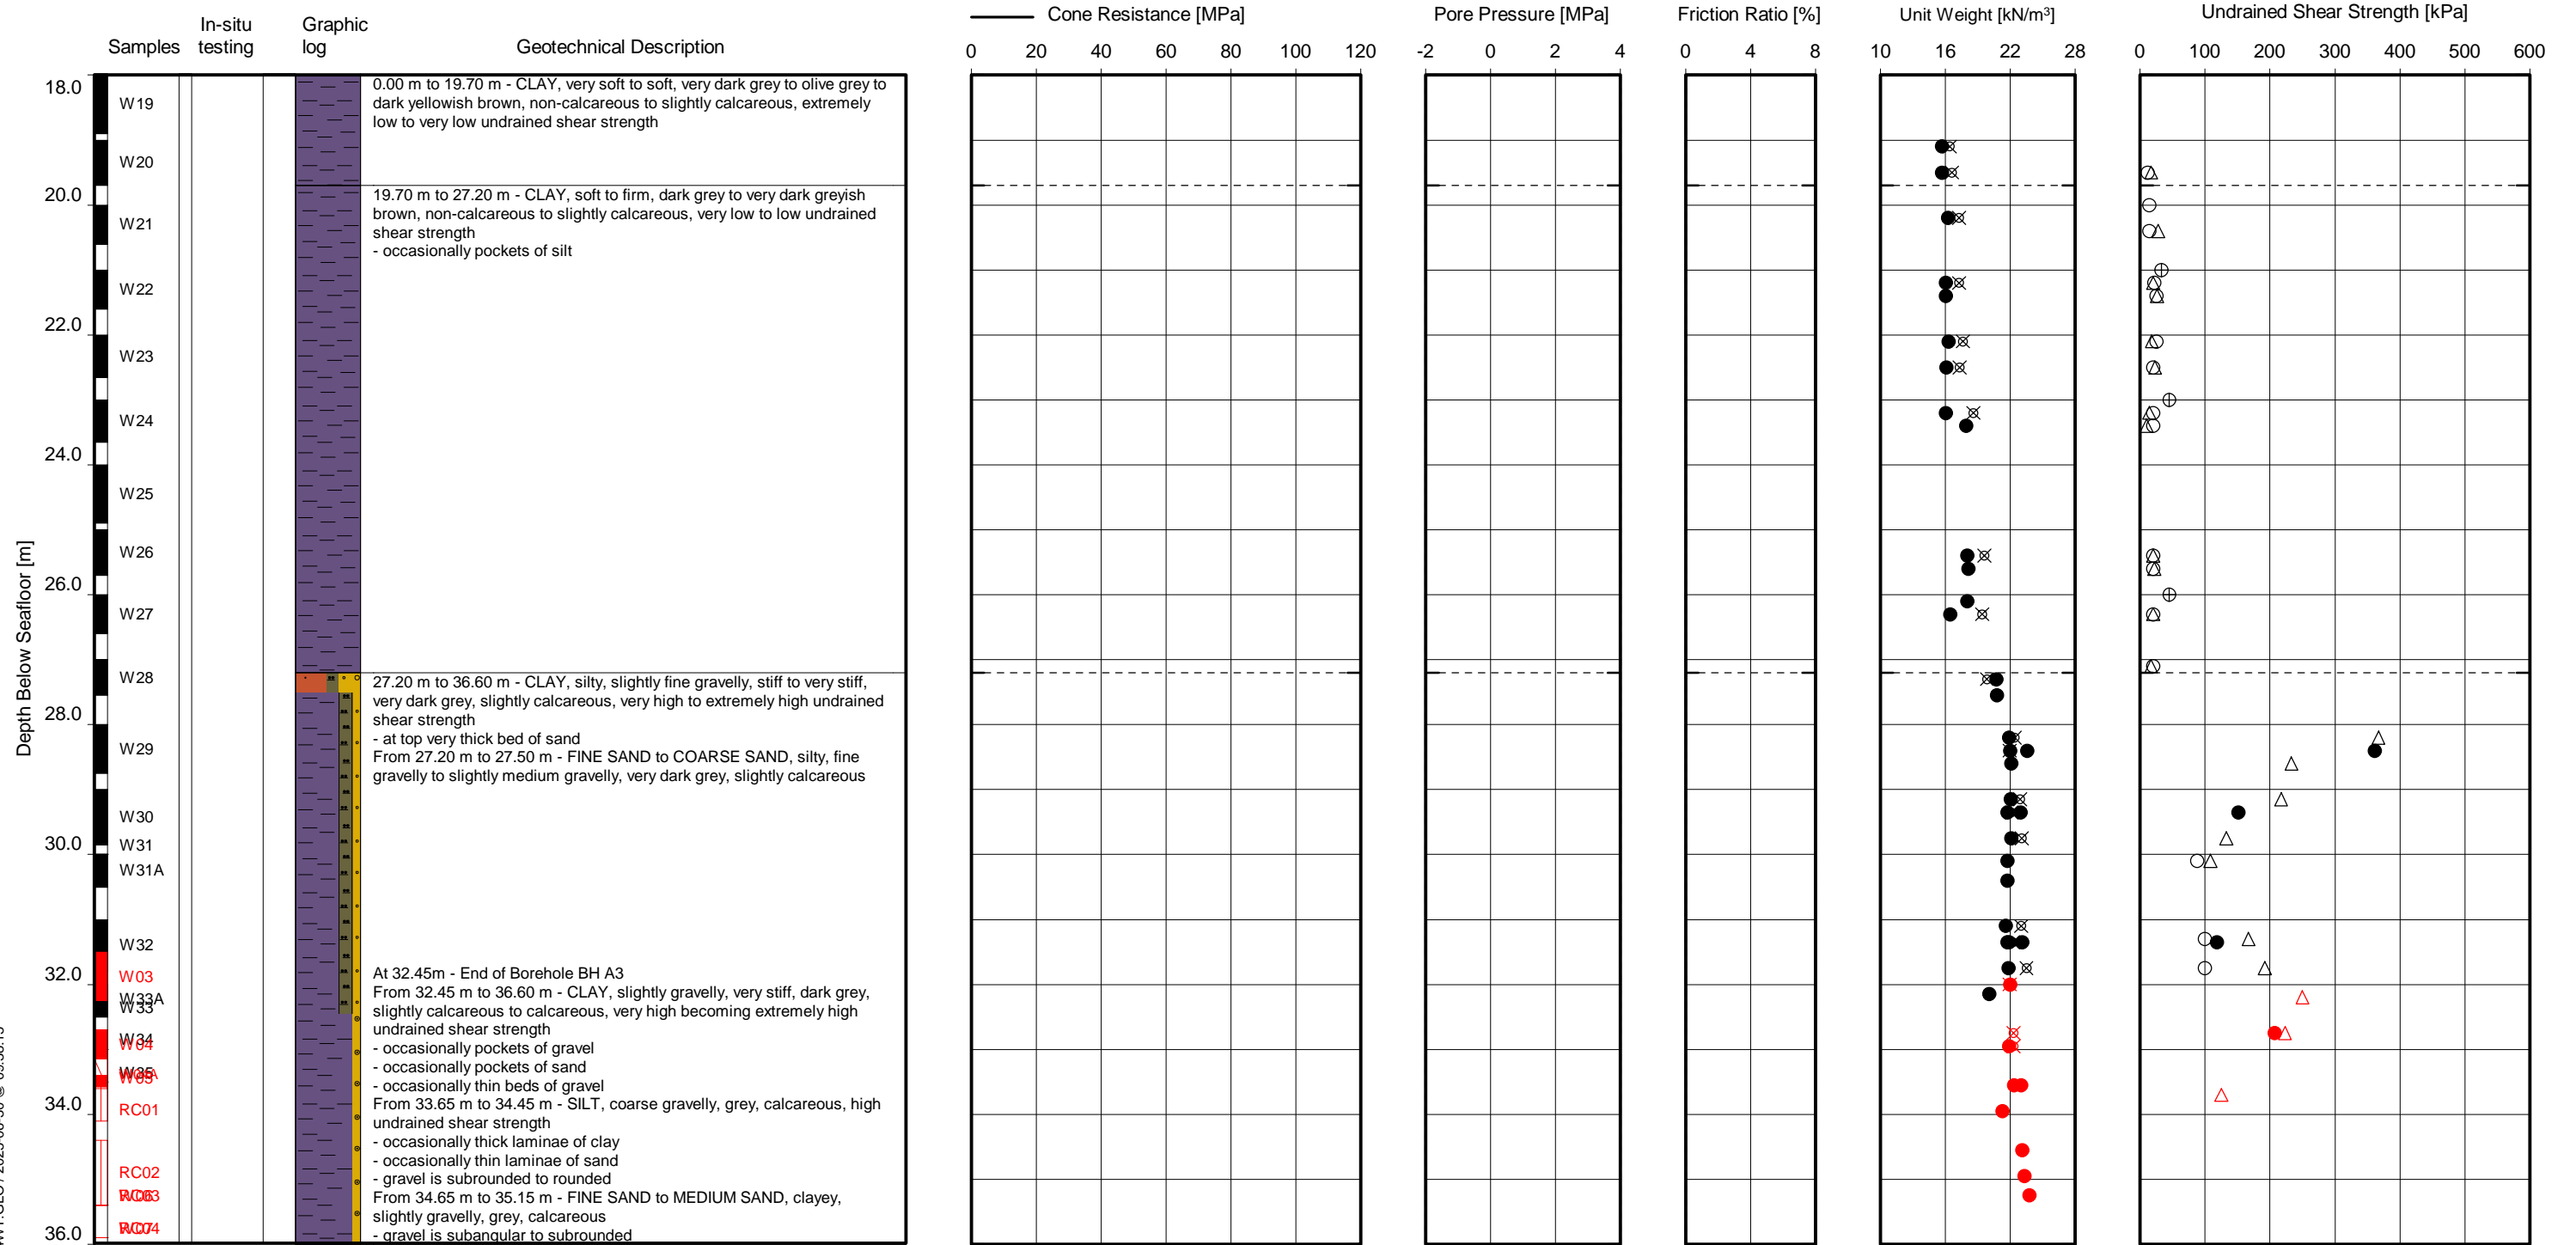 In-situ
testing
Samples
Graphic
log
Geotechnical Description
Cone Resistance [MPa]
Pore Pressure [MPa]
Friction Ratio [%]
Unit Weight [kN/m³]
Undrained Shear Strength [kPa]
0 20 40 60 80 100 120
-2 0 2 4
0 4 8
10 16 22 28
0 100 200 300 400 500 600
Depth Below Seafloor [m]
18.0
20.0
22.0
24.0
26.0
28.0
30.0
32.0
34.0
36.0
W19
W20
W21
W22
W23
W24
W25
W26
W27
W28
W29
W30
W31
W31A
W32
W03
W33A
W33
W34
W04
W35
RC01
RC02
RC04
0.00 m to 19.70 m - CLAY, very soft to soft, very dark grey to olive grey to
dark yellowish brown, non-calcareous to slightly calcareous, extremely
low to very low undrained shear strength
19.70 m to 27.20 m - CLAY, soft to firm, dark grey to very dark greyish
brown, non-calcareous to slightly calcareous, very low to low undrained
shear strength
- occasionally pockets of silt
27.20 m to 36.60 m - CLAY, silty, slightly fine gravelly, stiff to very stiff,
very dark grey, slightly calcareous, very high to extremely high undrained
shear strength
- at top very thick bed of sand
From 27.20 m to 27.50 m - FINE SAND to COARSE SAND, silty, fine
gravelly to slightly medium gravelly, very dark grey, slightly calcareous
At 32.45m - End of Borehole BH A3
From 32.45 m to 36.60 m - CLAY, slightly gravelly, very stiff, dark grey,
slightly calcareous to calcareous, very high becoming extremely high
undrained shear strength
- occasionally pockets of gravel
- occasionally pockets of sand
- occasionally thin beds of gravel
From 33.65 m to 34.45 m - SILT, coarse gravelly, grey, calcareous, high
undrained shear strength
- occasionally thick laminae of clay
- occasionally thin laminae of sand
- gravel is subrounded to rounded
From 34.65 m to 35.15 m - FINE SAND to MEDIUM SAND, clayey,
slightly gravelly, grey, calcareous
- gravel is subangular to subrounded